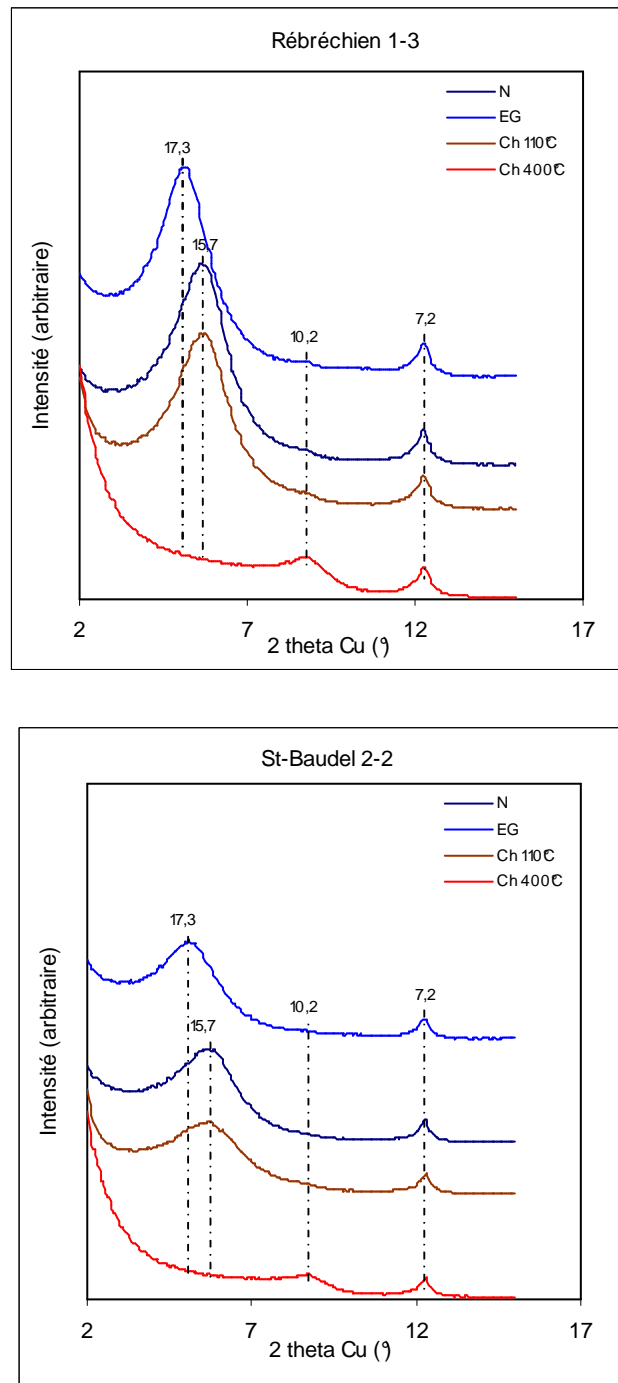 Rébréchien 1-3
N
EG
Ch 110°C
Ch 400°C
17,3
15,7
10,2
7,2
Intensité (arbitraire)
2
7
12
17
2 theta Cu (°)
St-Baudel 2-2
N
EG
Ch 110°C
Ch 400°C
17,3
15,7
10,2
7,2
Intensité (arbitraire)
2
7
12
17
2 theta Cu (°)